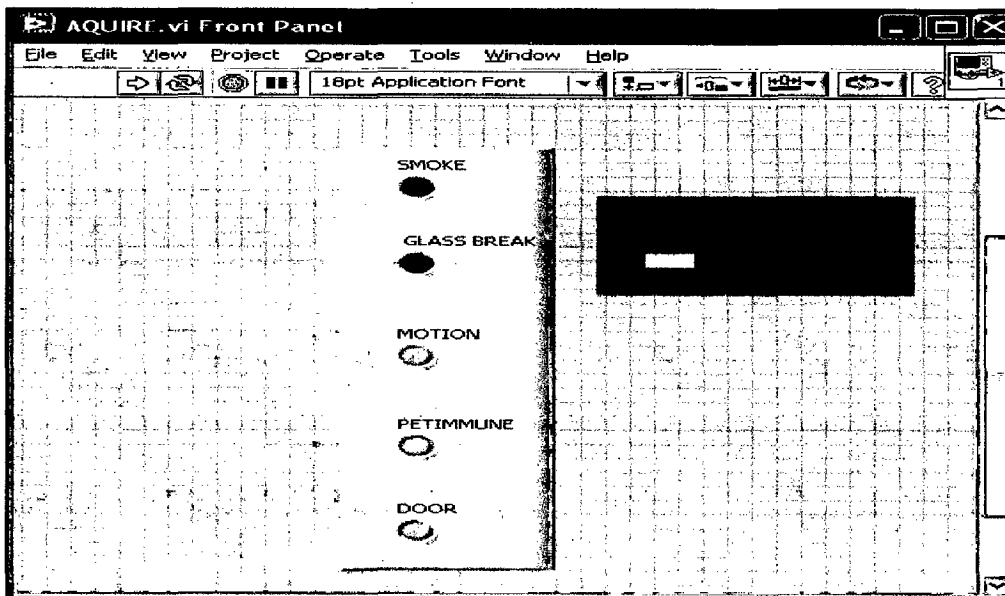 AQUIRE.vi Front Panel
File Edit View Project Operate Tools Window Help
18pt Application Font
1
SMOKE
GLASS BREAK
MOTION
PETIMMUNE
DOOR